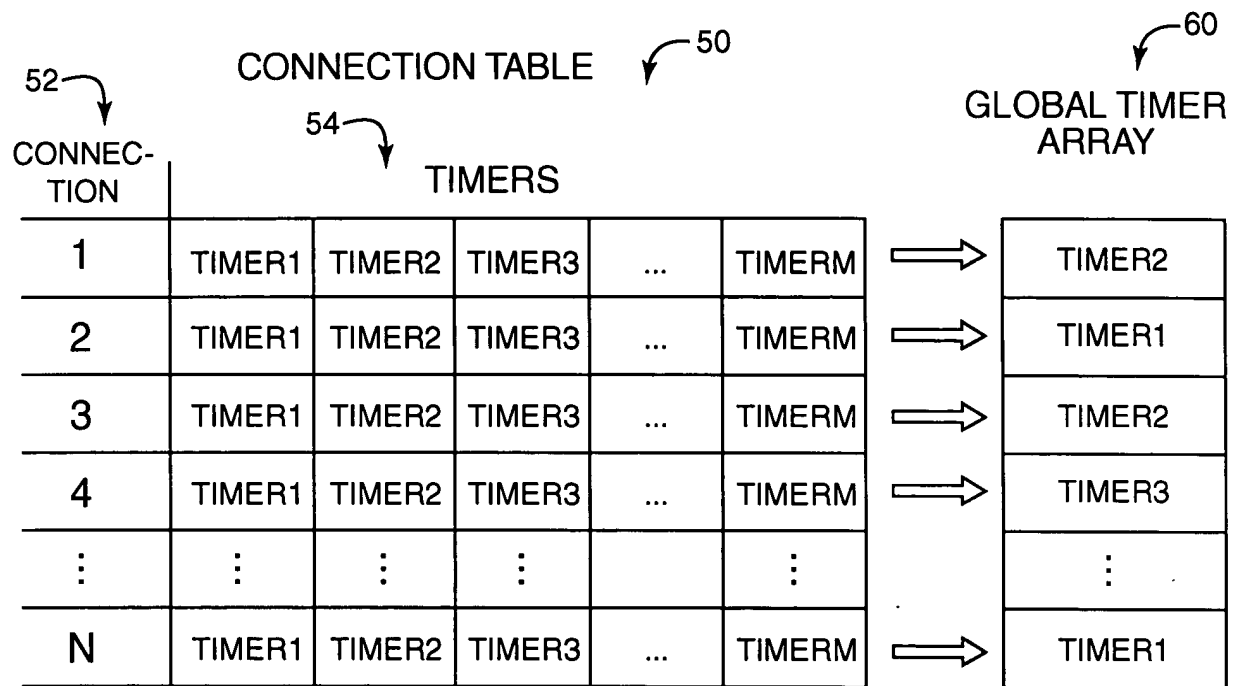 CONNECTION TABLE
50
60
52
54
CONNEC-
TION
TIMERS
GLOBAL TIMER
ARRAY
1 TIMER1 TIMER2 TIMER3 ... TIMERM TIMER2
2 TIMER1 TIMER2 TIMER3 ... TIMERM TIMER1
3 TIMER1 TIMER2 TIMER3 ... TIMERM TIMER2
4 TIMER1 TIMER2 TIMER3 ... TIMERM TIMER3
⋮ ⋮ ⋮ ⋮ ⋮ ⋮
N TIMER1 TIMER2 TIMER3 ... TIMERM TIMER1